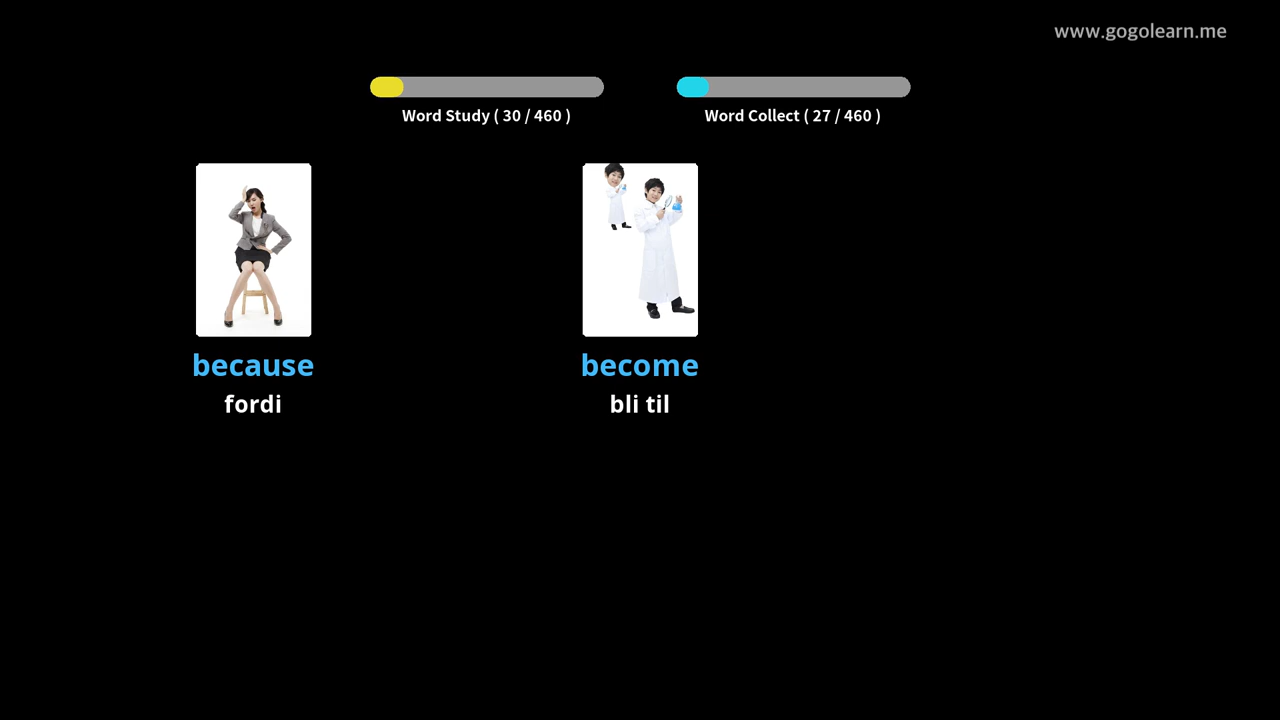 www.gogolearn.me
Word Study ( 30 / 460 )
Word Collect ( 27 / 460 )
because
fordi
become
bli til